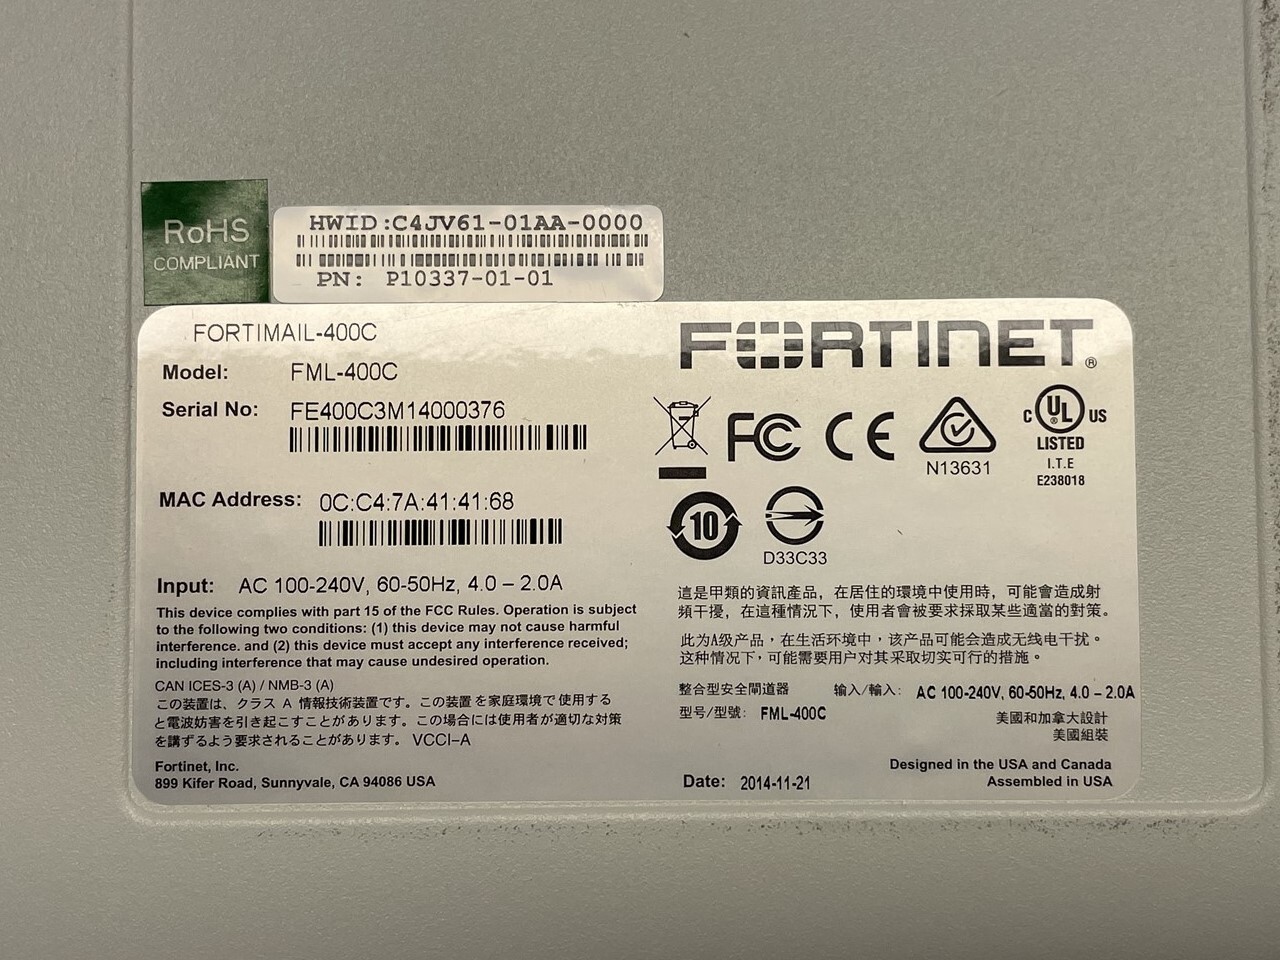 RoHS
COMPLIANT
HWID:C4JV61-01AA-0000
PN: P10337-01-01
FORTIMAIL-400C
Model: FML-400C
Serial No: FE400C3M14000376
MAC Address: 0C:C4:7A:41:41:68
Input: AC 100-240V, 60-50Hz, 4.0 – 2.0A
This device complies with part 15 of the FCC Rules. Operation is subject
to the following two conditions: (1) this device may not cause harmful
interference. and (2) this device must accept any interference received;
including interference that may cause undesired operation.
CAN ICES-3 (A) / NMB-3 (A)
この装置は、クラス A 情報技術装置です。この装置を家庭環境で使用する
と電波妨害を引き起こすことがあります。この場合には使用者が適切な対策
を講ずるよう要求されることがあります。 VCCI-A
Fortinet, Inc.
899 Kifer Road, Sunnyvale, CA 94086 USA
FORTINET®
FC CE
N13631
C UL ® US
LISTED
I.T.E
E238018
10
D33C33
這是甲類的資訊產品，在居住的環境中使用時，可能會造成射
頻干擾，在這種情況下，使用者會被要求採取某些適當的對策。
此为A级产品，在生活环境中，该产品可能会造成无线电干扰。
这种情况下，可能需要用户对其采取切实可行的措施。
整合型安全閘道器 输入/輸入: AC 100-240V, 60-50Hz, 4.0 – 2.0A
型号/型號: FML-400C
美國和加拿大設計
美國組裝
Designed in the USA and Canada
Date: 2014-11-21 Assembled in USA